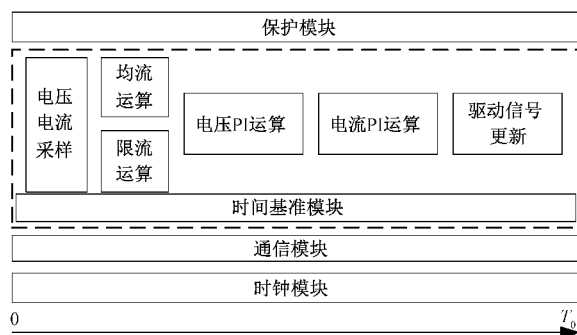 保护模块
电压
电流
采样
均流
运算
限流
运算
电压PI运算
电流PI运算
驱动信号
更新
时间基准模块
通信模块
时钟模块
0
T₀